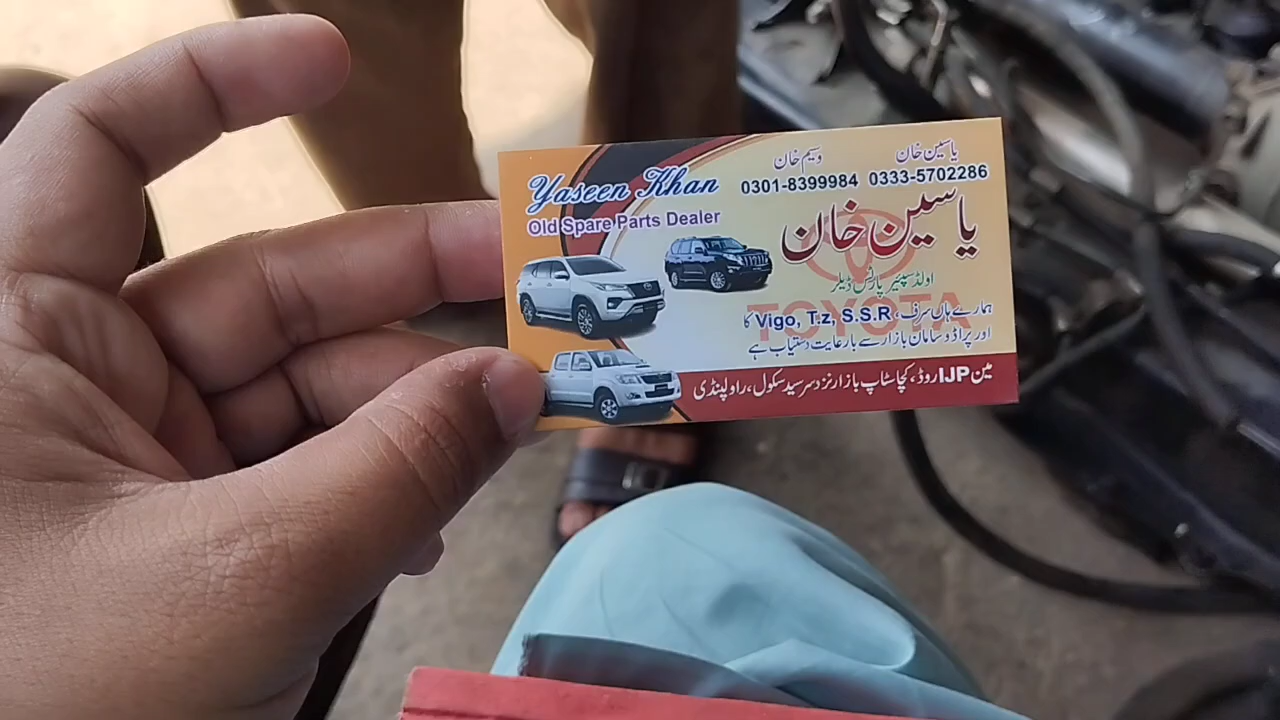 Yaseen Khan
Old Spare Parts Dealer
وسیم خان یاسین خان
0301-8399984 0333-5702286
یاسین خان
اولڈ سپیئر پارٹس ڈیلر
TOYOTA
ہمارے ہاں سرف، Vigo, T.z, S.S.R کا
اور پراڈو سامان بازار سے بارعایت دستیاب ہے
مین IJP روڈ، کچا سٹاپ بازار نزد سر سید سکول، راولپنڈی